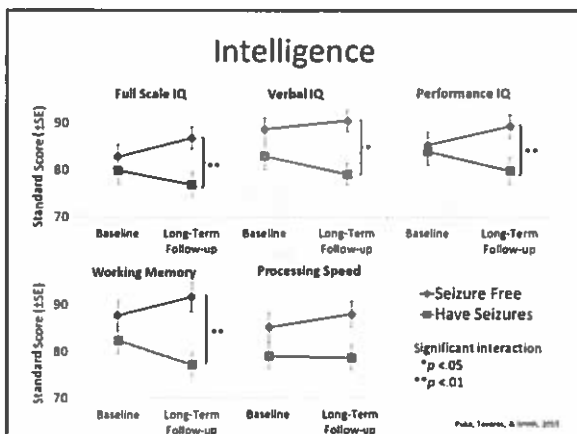 Intelligence
Full Scale IQ
Verbal IQ
Performance IQ
Standard Score (±SE)
90
80
70
**
*
**
Baseline
Long-Term
Follow-up
Baseline
Long-Term
Follow-up
Baseline
Long-Term
Follow-up
Working Memory
Processing Speed
Standard Score (±SE)
90
80
70
**
Baseline
Long-Term
Follow-up
Baseline
Long-Term
Follow-up
Seizure Free
Have Seizures
Significant interaction
*p <.05
**p <.01
Puka, Tavares, & Smith,